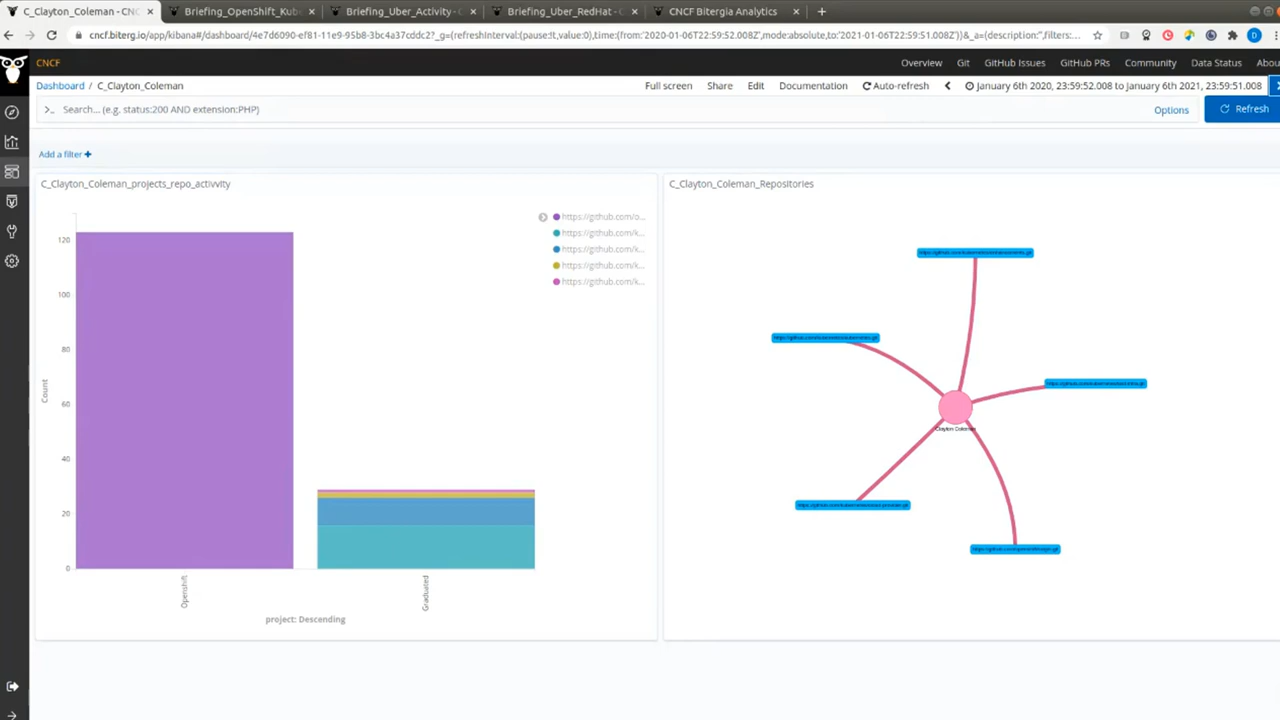 C_Clayton_Coleman - CNC
Briefing_OpenShift_Kub
Briefing_Uber_Activity - C
Briefing_Uber_RedHat - C
CNCF Bitergia Analytics
cncf.biterg.io/app/kibana#/dashboard/4e7d6090-ef81-11e9-95b8-3bc4a37cddc2?_g=(refreshInterval:(pause:!t,value:0),time:(from:'2020-01-06T22:59:52.008Z',mode:absolute,to:'2021-01-06T22:59:51.008Z'))&_a=(description:'',filters:...
CNCF
Overview Git GitHub Issues GitHub PRs Community Data Status Abou
Dashboard / C_Clayton_Coleman
Full screen Share Edit Documentation Auto-refresh January 6th 2020, 23:59:52.008 to January 6th 2021, 23:59:51.008
>_ Search... (e.g. status:200 AND extension:PHP)
Options
Refresh
Add a filter +
C_Clayton_Coleman_projects_repo_activvity
120
100
80
60
40
20
0
Count
Openshift
Graduated
project: Descending
https://github.com/o...
https://github.com/k...
https://github.com/k...
https://github.com/k...
https://github.com/k...
C_Clayton_Coleman_Repositories
Clayton Coleman